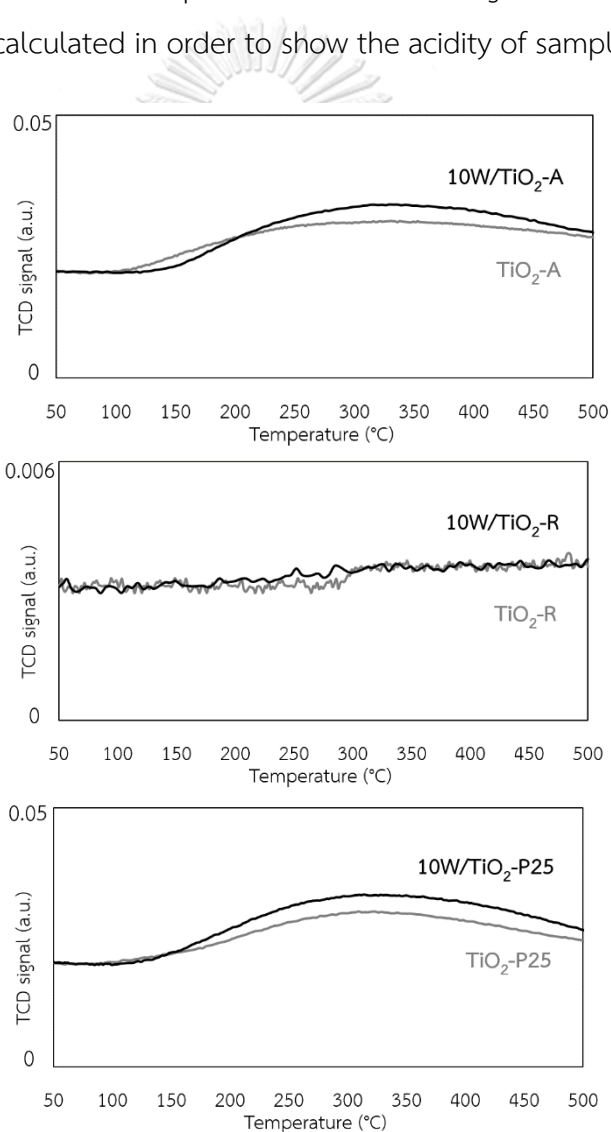 calculated in order to show the acidity of sampl
0.05
10W/TiO₂-A
TiO₂-A
TCD signal (a.u.)
0
50 100 150 200 250 300 350 400 450 500
Temperature (°C)
0.006
10W/TiO₂-R
TiO₂-R
TCD signal (a.u.)
0
50 100 150 200 250 300 350 400 450 500
Temperature (°C)
0.05
10W/TiO₂-P25
TiO₂-P25
TCD signal (a.u.)
0
50 100 150 200 250 300 350 400 450 500
Temperature (°C)